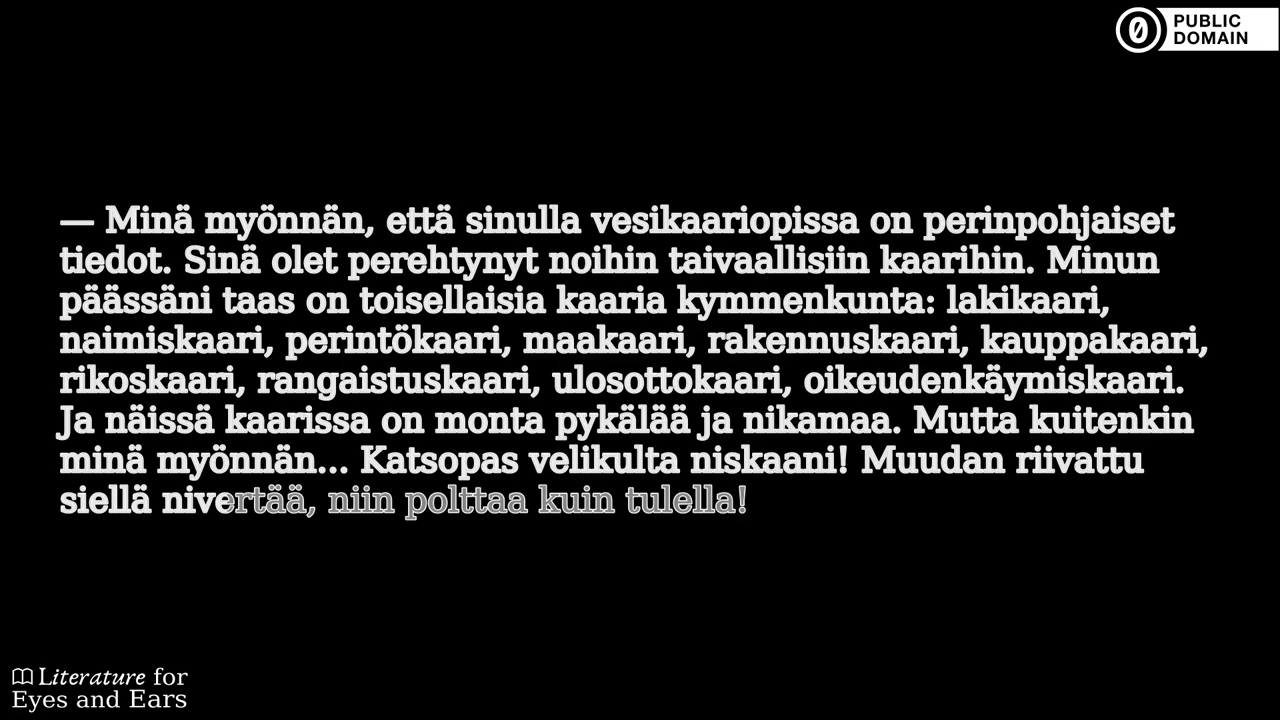 PUBLIC
DOMAIN
— Minä myönnän, että sinulla vesikaariopissa on perinpohjaiset
tiedot. Sinä olet perehtynyt noihin taivaallisiin kaarihin. Minun
päässäni taas on toisellaisia kaaria kymmenkunta: lakikaari,
naimiskaari, perintökaari, maakaari, rakennuskaari, kauppakaari,
rikoskaari, rangaistuskaari, ulosottokaari, oikeudenkäymiskaari.
Ja näissä kaarissa on monta pykälää ja nikamaa. Mutta kuitenkin
minä myönnän... Katsopas velikulta niskaani! Muudan riivattu
siellä nivertää, niin polttaa kuin tulella!
Literature for
Eyes and Ears